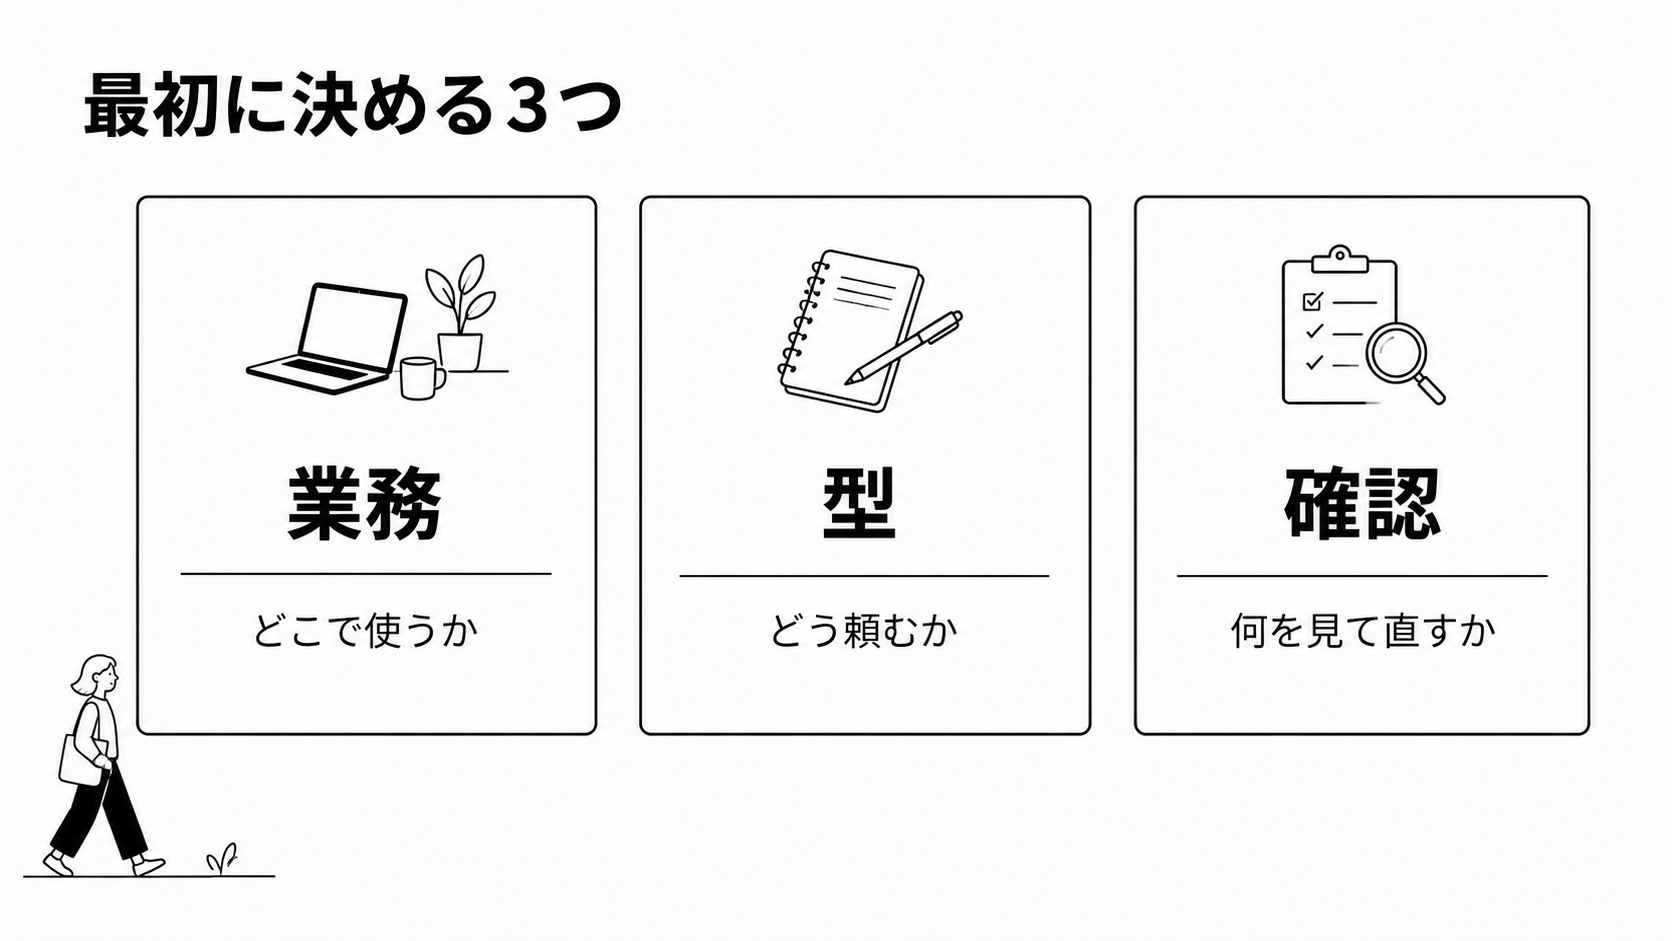 最初に決める３つ
業務
どこで使うか
型
どう頼むか
確認
何を見て直すか